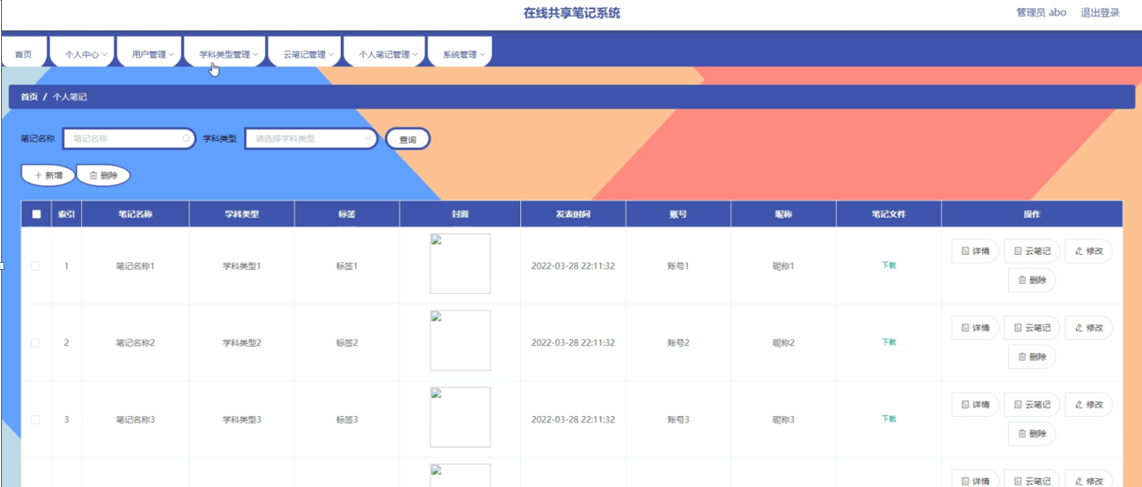 在线共享笔记系统
管理员 abo 退出登录
首页 个人中心 用户管理 学科类型管理 云笔记管理 个人笔记管理 系统管理
首页 / 个人笔记
笔记名称 笔记名称 学科类型 请选择学科类型 查询
新增 删除
索引 笔记名称 学科类型 标签 封面 发表时间 账号 昵称 笔记文件 操作
1 笔记名称1 学科类型1 标签1 2022-03-28 22:11:32 账号1 昵称1 下载 详情 云笔记 修改
删除
2 笔记名称2 学科类型2 标签2 2022-03-28 22:11:32 账号2 昵称2 下载 详情 云笔记 修改
删除
3 笔记名称3 学科类型3 标签3 2022-03-28 22:11:32 账号3 昵称3 下载 详情 云笔记 修改
删除
详情 云笔记 修改